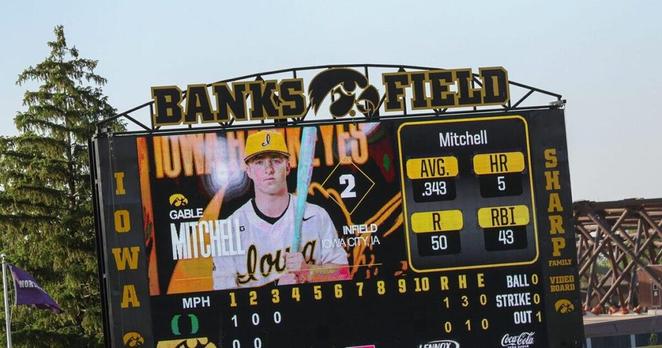 BANKS FIELD
IOWA
IOWA HAWKEYES
I
2
GABLE
MITCHELL
INFIELD
IOWA CITY, IA
Iowa
Mitchell
AVG. HR
.343 5
R RBI
50 43
SHARP
FAMILY
VIDEO
BOARD
MPH 1 2 3 4 5 6 7 8 9 10 R H E BALL 0
O 1 0 0 1 3 0 STRIKE 0
0 0 1 0 OUT 1
LENNOX Coca-Cola